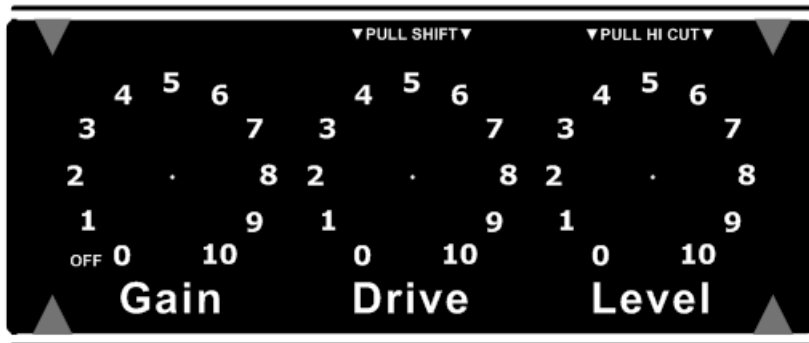 ▼PULL SHIFT▼ ▼PULL HI CUT▼
5 5 5
4 6 4 6 4 6
3 7 3 7 3 7
2 8 2 8 2 8
1 9 1 9 1 9
OFF 0 10 0 10 0 10
Gain Drive Level